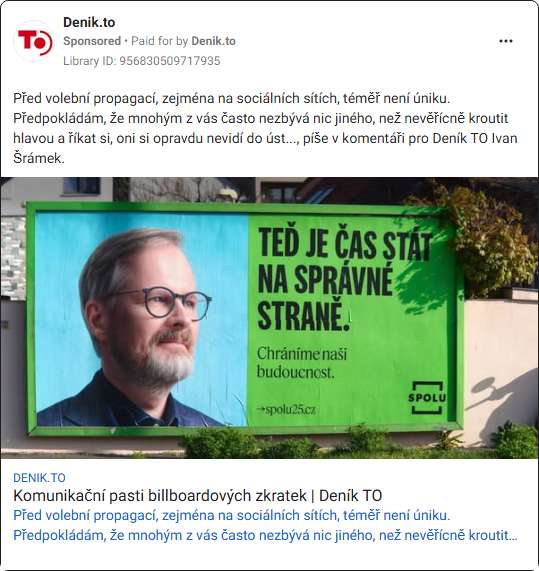 Denik.to
Sponsored • Paid for by Denik.to
Library ID: 956830509717935
Před volební propagací, zejména na sociálních sítích, téměř není úniku.
Předpokládám, že mnohým z vás často nezbývá nic jiného, než nevěřícně kroutit
hlavou a říkat si, oni si opravdu nevidí do úst..., píše v komentáři pro Deník TO Ivan
Šrámek.
TO
TEĎ JE ČAS STÁT
NA SPRÁVNÉ
STRANĚ.
Chráníme naši
budoucnost.
→spolu25.cz
SPOLU
DENIK.TO
Komunikační pasti billboardových zkratek | Deník TO
Před volební propagací, zejména na sociálních sítích, téměř není úniku.
Předpokládám, že mnohým z vás často nezbývá nic jiného, než nevěřícně kroutit...